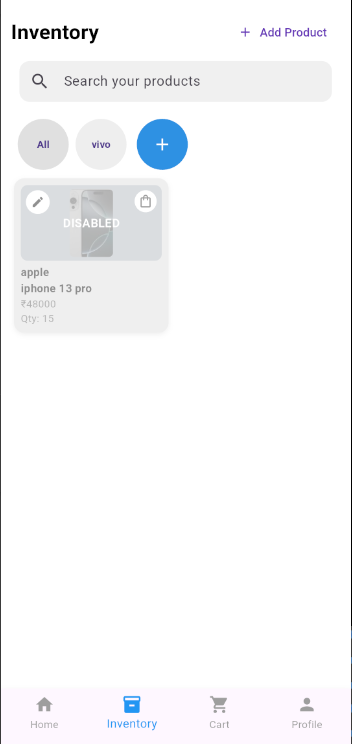 Inventory
+ Add Product
Search your products
All
vivo
+
DISABLED
apple
iphone 13 pro
₹48000
Qty: 15
Home
Inventory
Cart
Profile